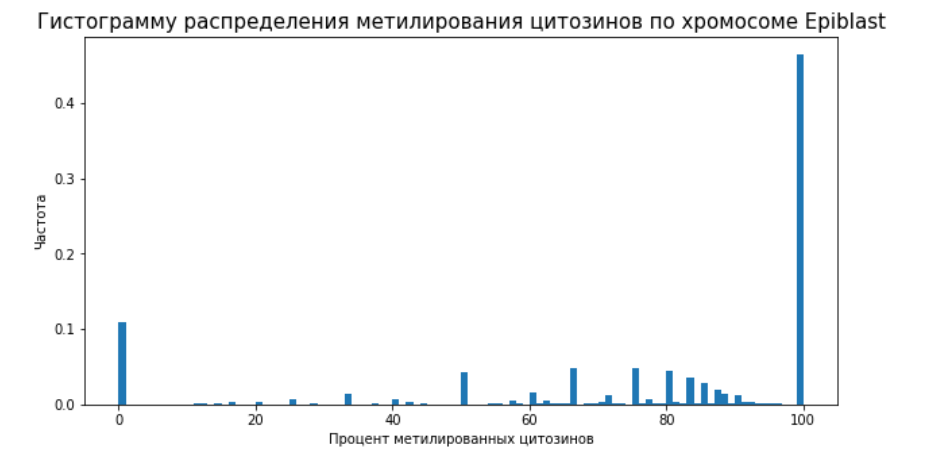 Гистограмму распределения метилирования цитозинов по хромосоме Epiblast
Частота
0.4
0.3
0.2
0.1
0.0
0 20 40 60 80 100
Процент метилированных цитозинов